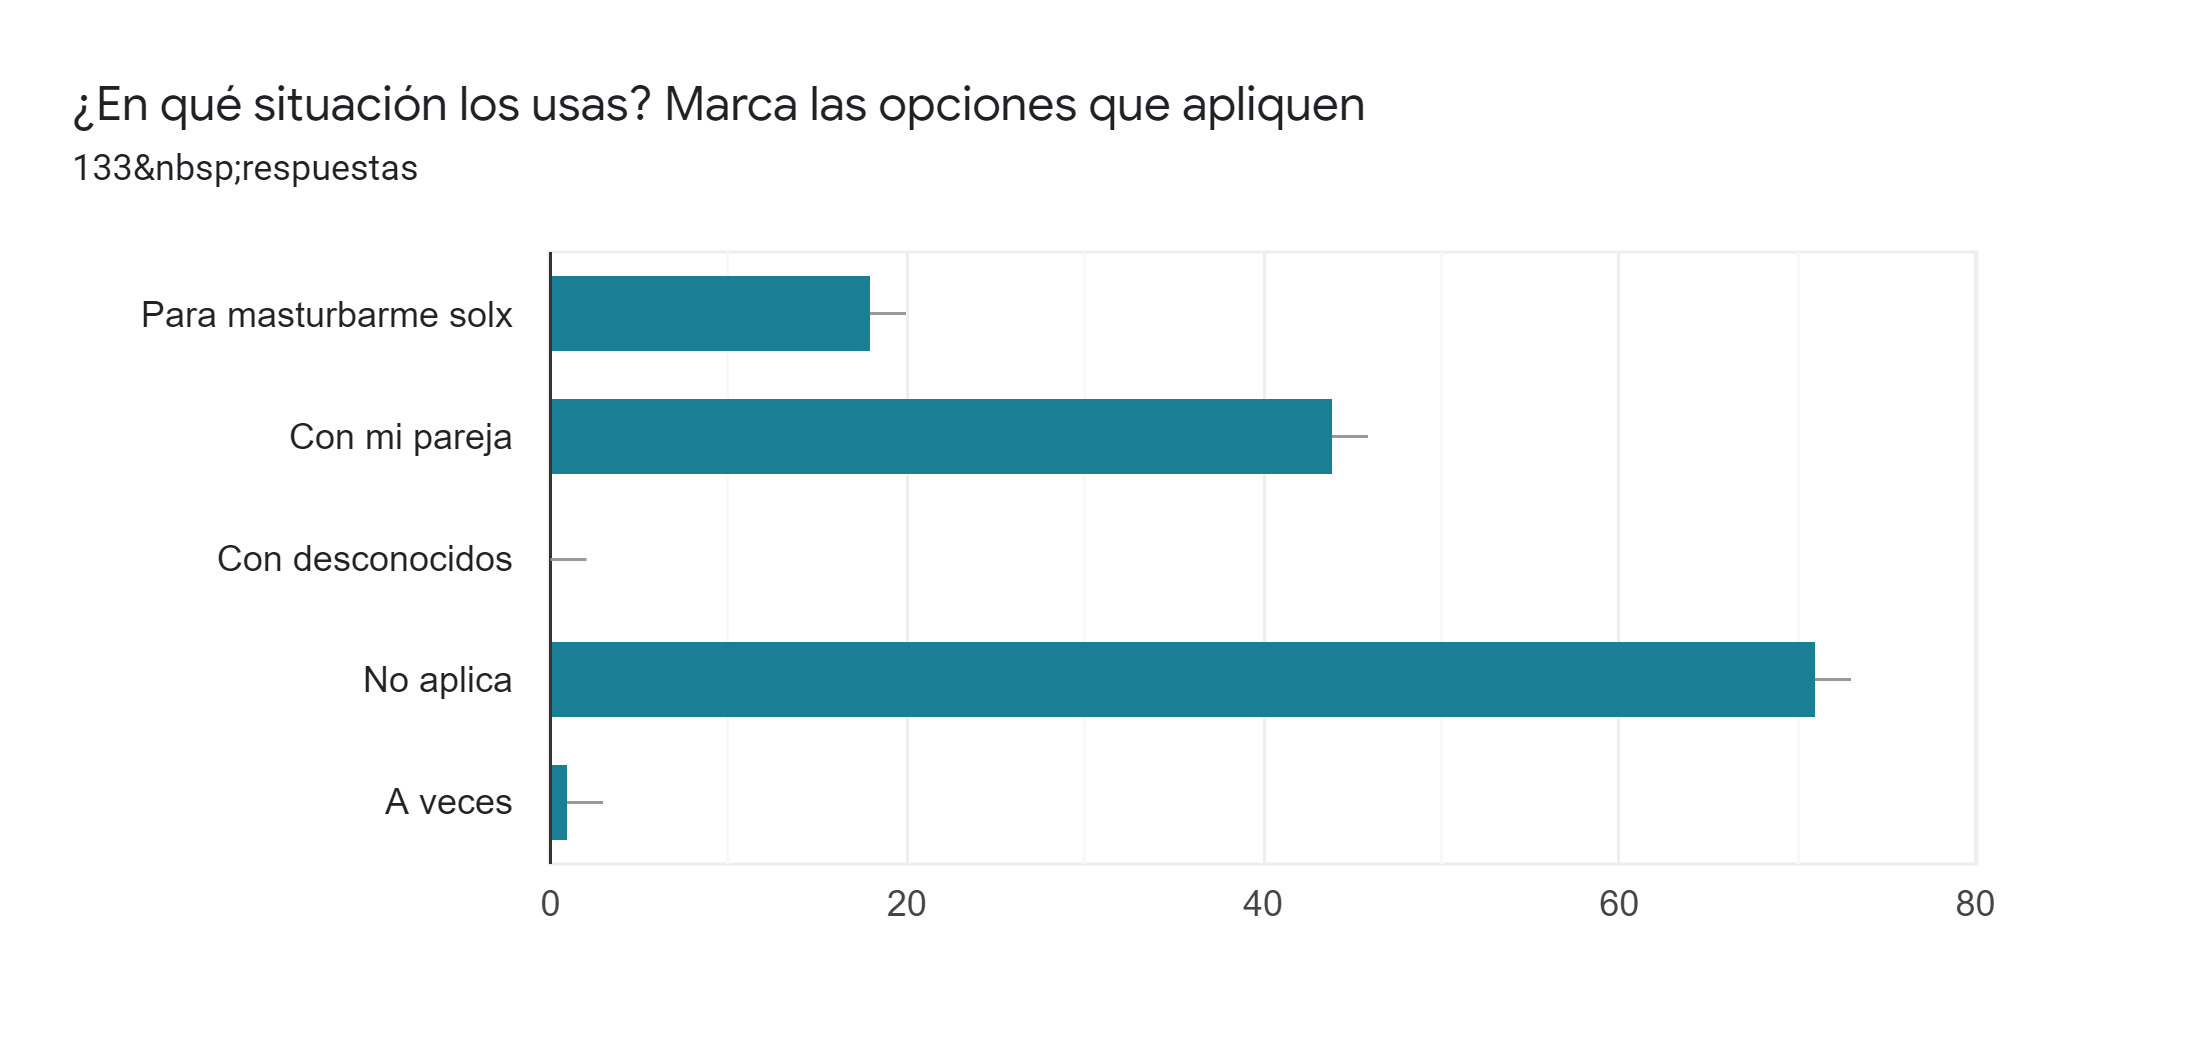 ¿En qué situación los usas? Marca las opciones que apliquen
133&nbsp;respuestas
Para masturbarme solx
Con mi pareja
Con desconocidos
No aplica
A veces
0 20 40 60 80